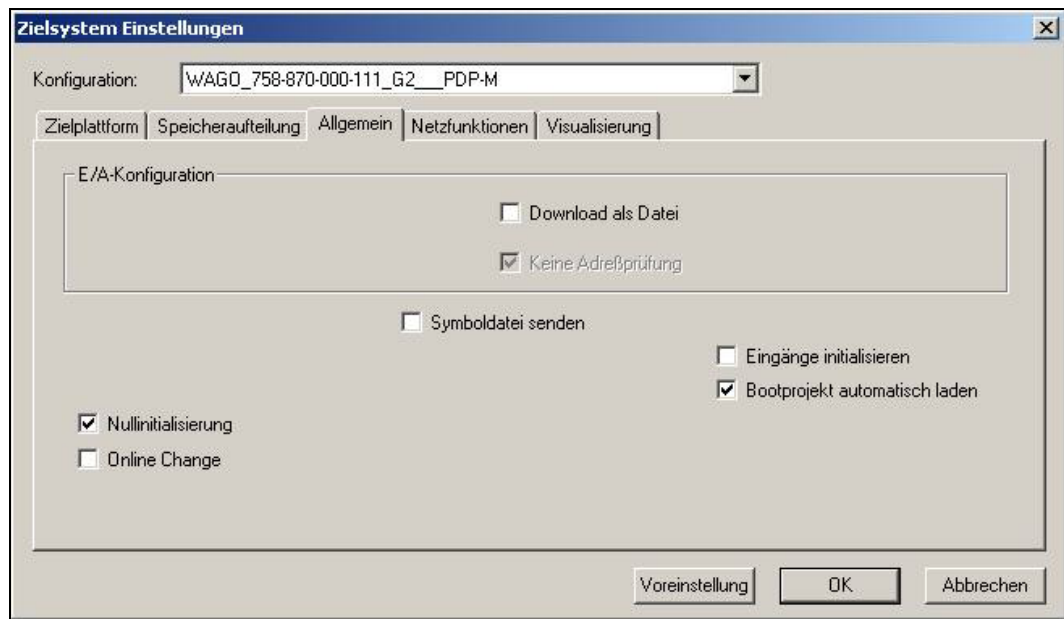 Zielsystem Einstellungen
Konfiguration: WAGO_758-870-000-111_G2___PDP-M
Zielplattform Speicheraufteilung Allgemein Netzfunktionen Visualisierung
E/A-Konfiguration
Download als Datei
Keine Adreßprüfung
Symboldatei senden
Eingänge initialisieren
Bootprojekt automatisch laden
Nullinitialisierung
Online Change
Voreinstellung OK Abbrechen